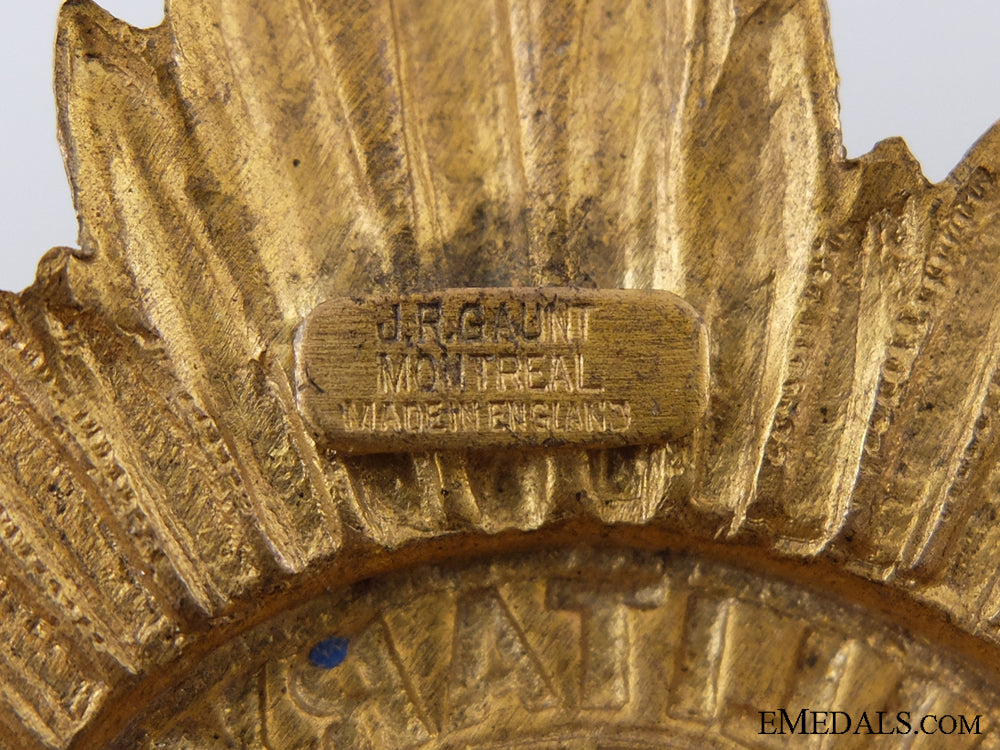 J.R.GAUNT
MONTREAL
MADE IN ENGLAND
EMEDALS.COM